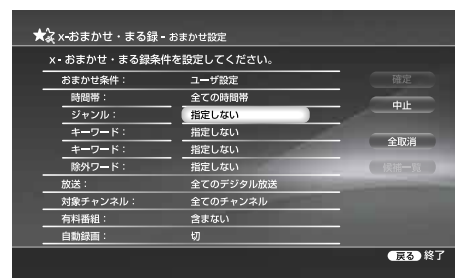 x-おまかせ・まる録 - おまかせ設定
x- おまかせ・まる録条件を設定してください。
おまかせ条件： ユーザ設定
時間帯： 全ての時間帯
ジャンル： 指定しない
キーワード： 指定しない
キーワード： 指定しない
除外ワード： 指定しない
放送： 全てのデジタル放送
対象チャンネル： 全てのチャンネル
有料番組： 含まない
自動録画： 切
確定
中止
全取消
候補一覧
戻る 終了